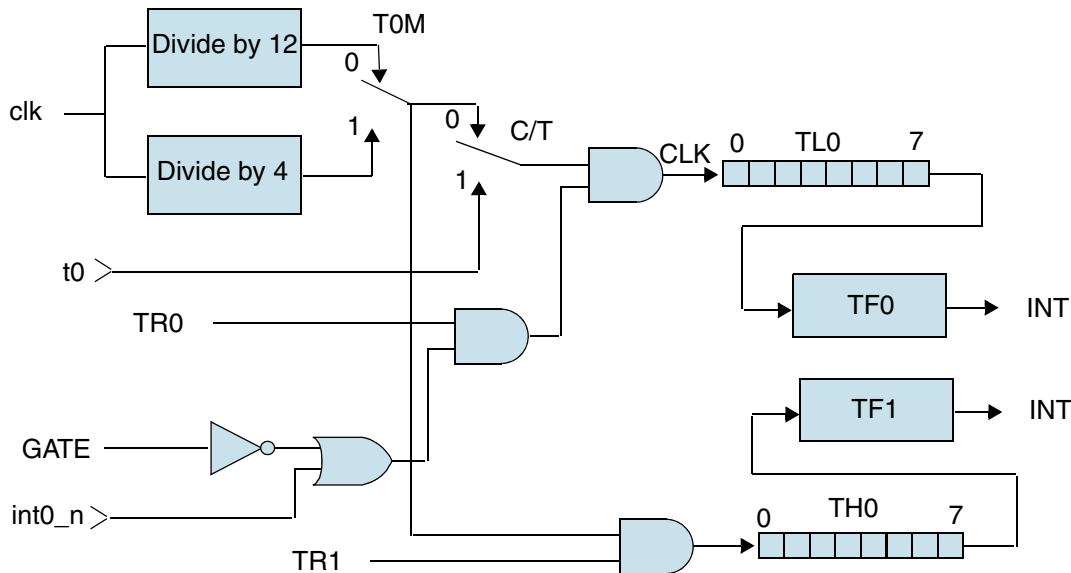 T0M
Divide by 12
0
clk
1
Divide by 4
0
C/T
1
CLK
0 TL0 7
t0
TR0
TF0
INT
TF1
INT
GATE
int0_n
0 TH0 7
TR1